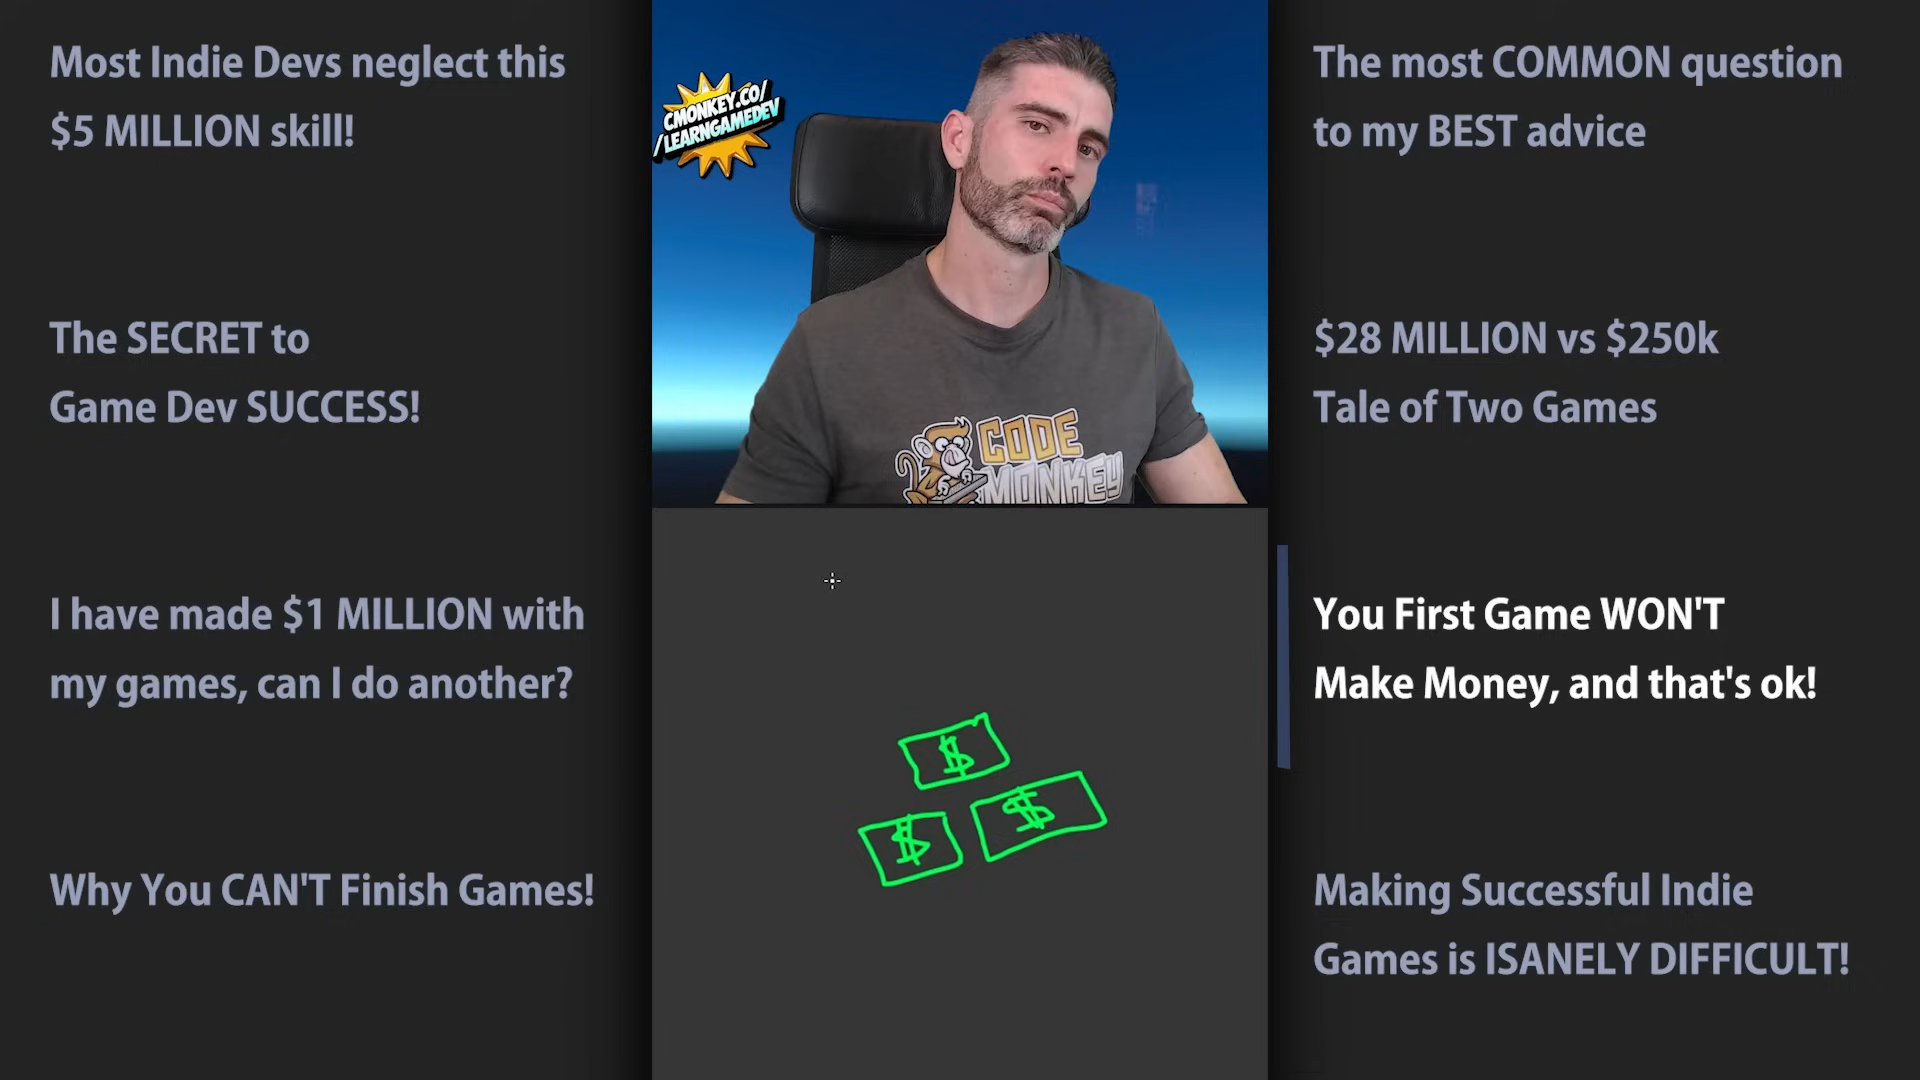 Most Indie Devs neglect this
$5 MILLION skill!
The SECRET to
Game Dev SUCCESS!
I have made $1 MILLION with
my games, can I do another?
Why You CAN'T Finish Games!
CMONKEY.CO/
/LEARNGAMEDEV
CODE
MONKEY
$
$
$
The most COMMON question
to my BEST advice
$28 MILLION vs $250k
Tale of Two Games
You First Game WON'T
Make Money, and that's ok!
Making Successful Indie
Games is ISANELY DIFFICULT!